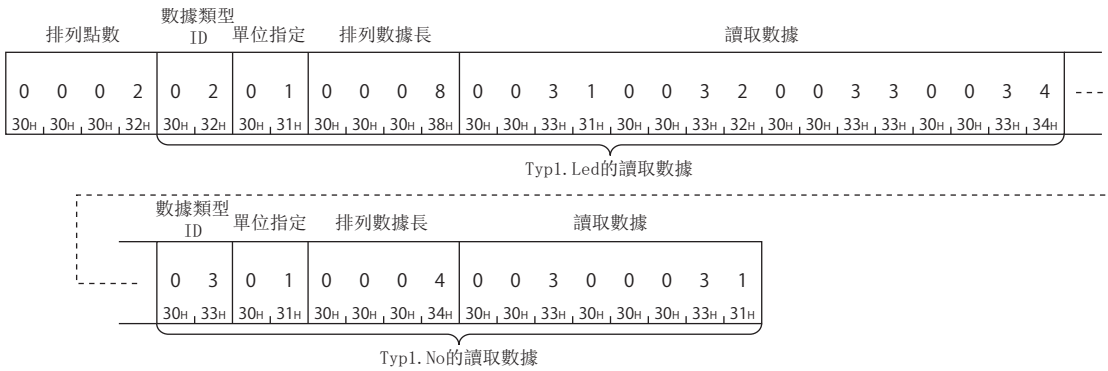 排列點數 數據類型ID 單位指定 排列數據長 讀取數據
0 0 0 2 0 2 0 1 0 0 0 8 0 0 3 1 0 0 3 2 0 0 3 3 0 0 3 4
30H 30H 30H 32H 30H 32H 30H 31H 30H 30H 30H 38H 30H 30H 33H 31H 30H 30H 33H 32H 30H 30H 33H 33H 30H 30H 33H 34H
Typ1.Led的讀取數據
數據類型ID 單位指定 排列數據長 讀取數據
0 3 0 1 0 0 0 4 0 0 3 0 0 0 3 1
30H 33H 30H 31H 30H 30H 30H 34H 30H 30H 33H 30H 30H 30H 33H 31H
Typ1.No的讀取數據